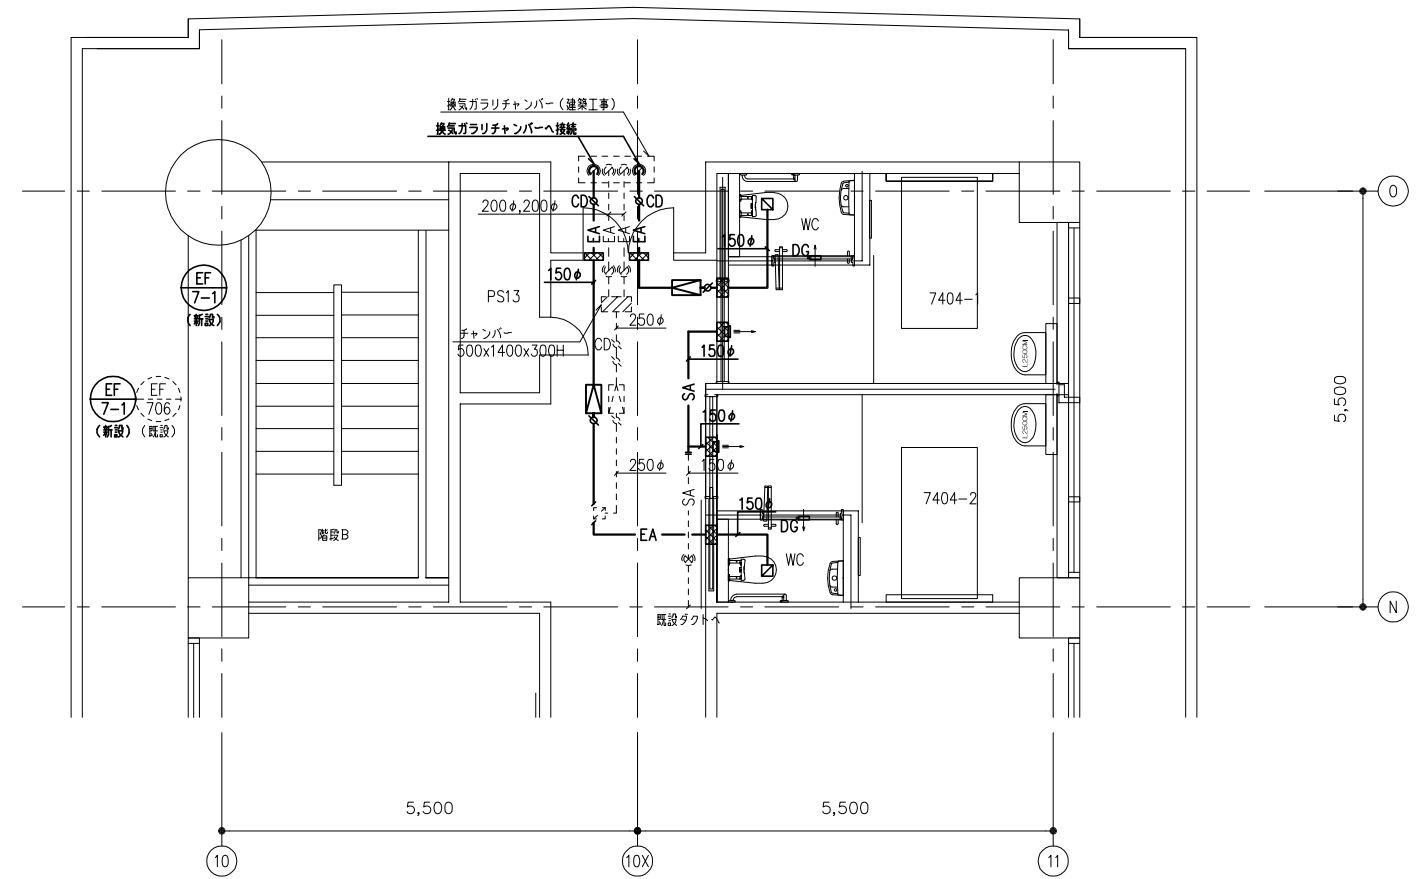 換気ガラリチャンバー（建築工事）
換気ガラリチャンバーへ接続
CD
CD
200φ,200φ
EA
EA
EA
EA
WC
150φ
DG
O
EF
7-1
（新設）
150φ
PS13
7404-1
チャンバー
500x1400x300H
250φ
CD
150φ
L2500M
SA
5,500
EF
7-1
（新設）
EF
706
（既設）
150φ
L2500M
250φ
150φ
SA
7404-2
150φ
DG
階段B
EA
WC
既設ダクトへ
N
5,500
5,500
10
10X
11